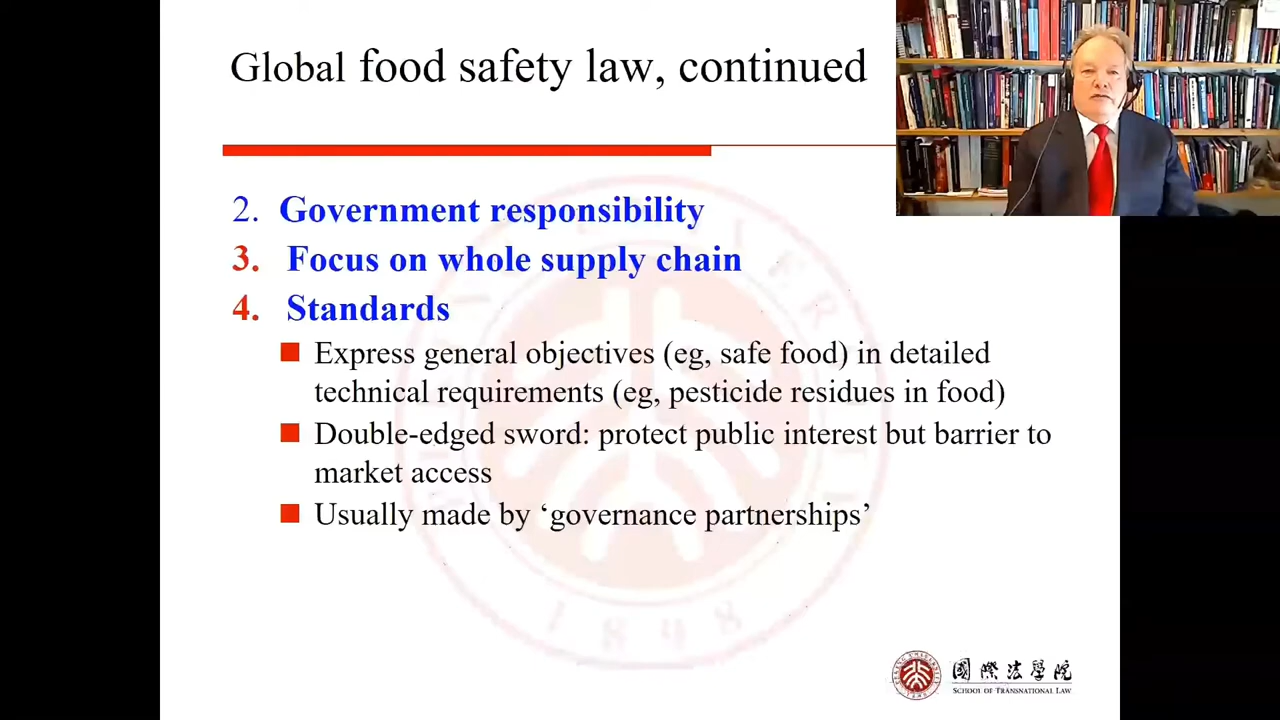 Global food safety law, continued
2. Government responsibility
3. Focus on whole supply chain
4. Standards
Express general objectives (eg, safe food) in detailed
technical requirements (eg, pesticide residues in food)
Double-edged sword: protect public interest but barrier to
market access
Usually made by ‘governance partnerships’
1898
國際法學院
SCHOOL OF TRANSNATIONAL LAW